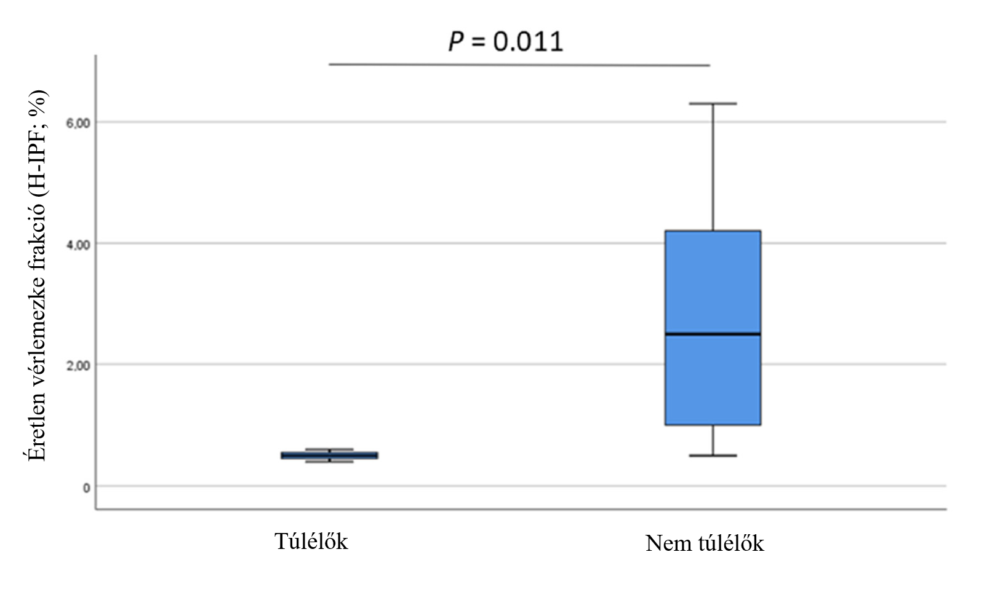 P = 0.011
Éretlen vérlemezke frakció (H-IPF; %)
6,00
4,00
2,00
0
Túlélők
Nem túlélők